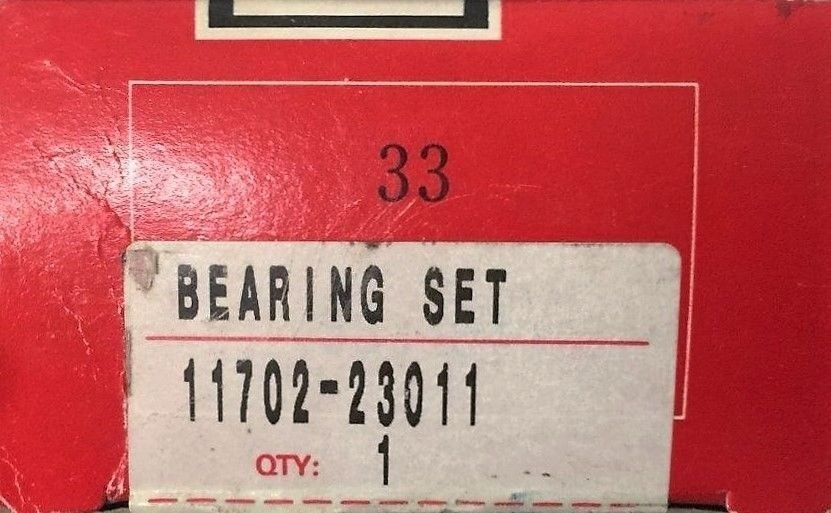 33
BEARING SET
11702-23011
QTY: 1